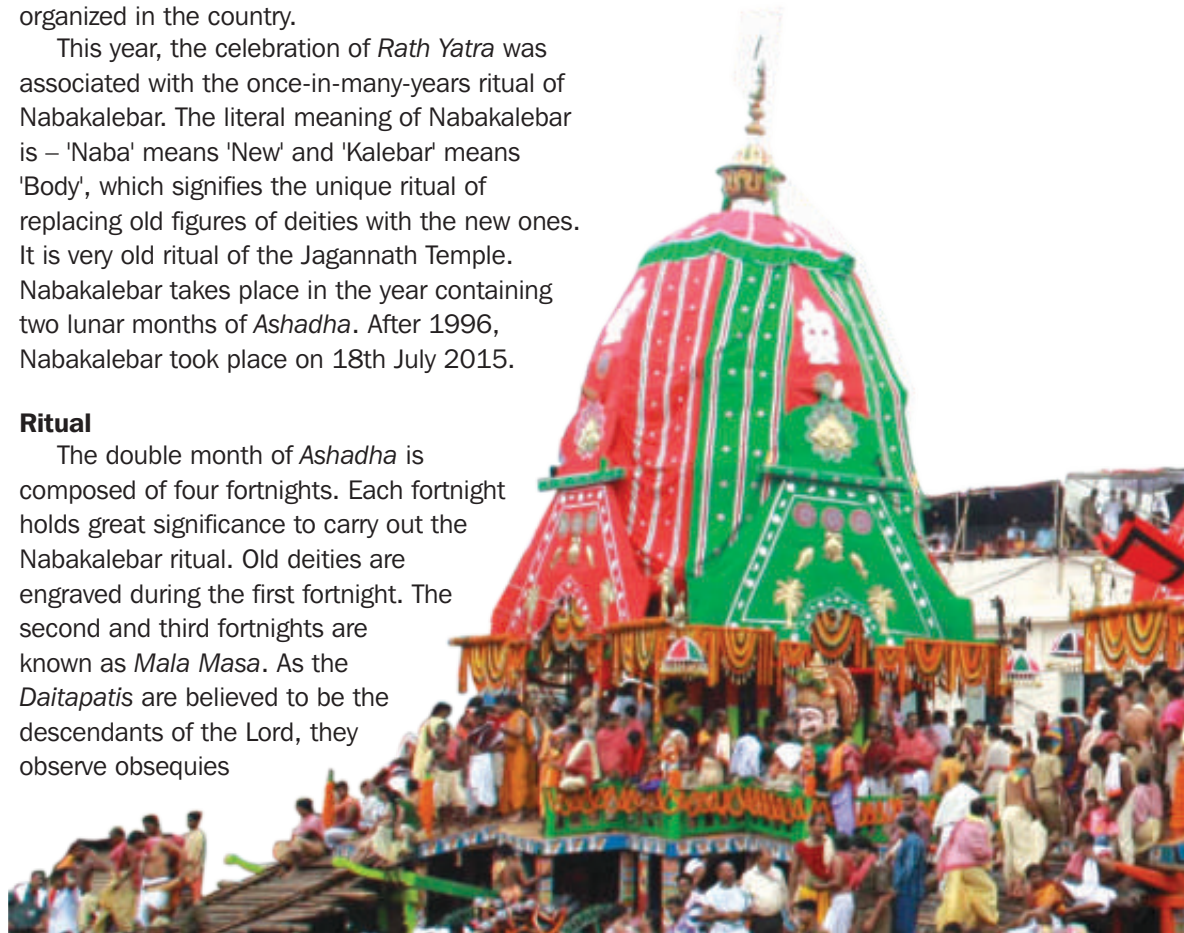 organized in the country.
This year, the celebration of Rath Yatra was
associated with the once-in-many-years ritual of
Nabakalebar. The literal meaning of Nabakalebar
is – 'Naba' means 'New' and 'Kalebar' means
'Body', which signifies the unique ritual of
replacing old figures of deities with the new ones.
It is very old ritual of the Jagannath Temple.
Nabakalebar takes place in the year containing
two lunar months of Ashadha. After 1996,
Nabakalebar took place on 18th July 2015.
Ritual
The double month of Ashadha is
composed of four fortnights. Each fortnight
holds great significance to carry out the
Nabakalebar ritual. Old deities are
engraved during the first fortnight. The
second and third fortnights are
known as Mala Masa. As the
Daitapatis are believed to be the
descendants of the Lord, they
observe obsequies